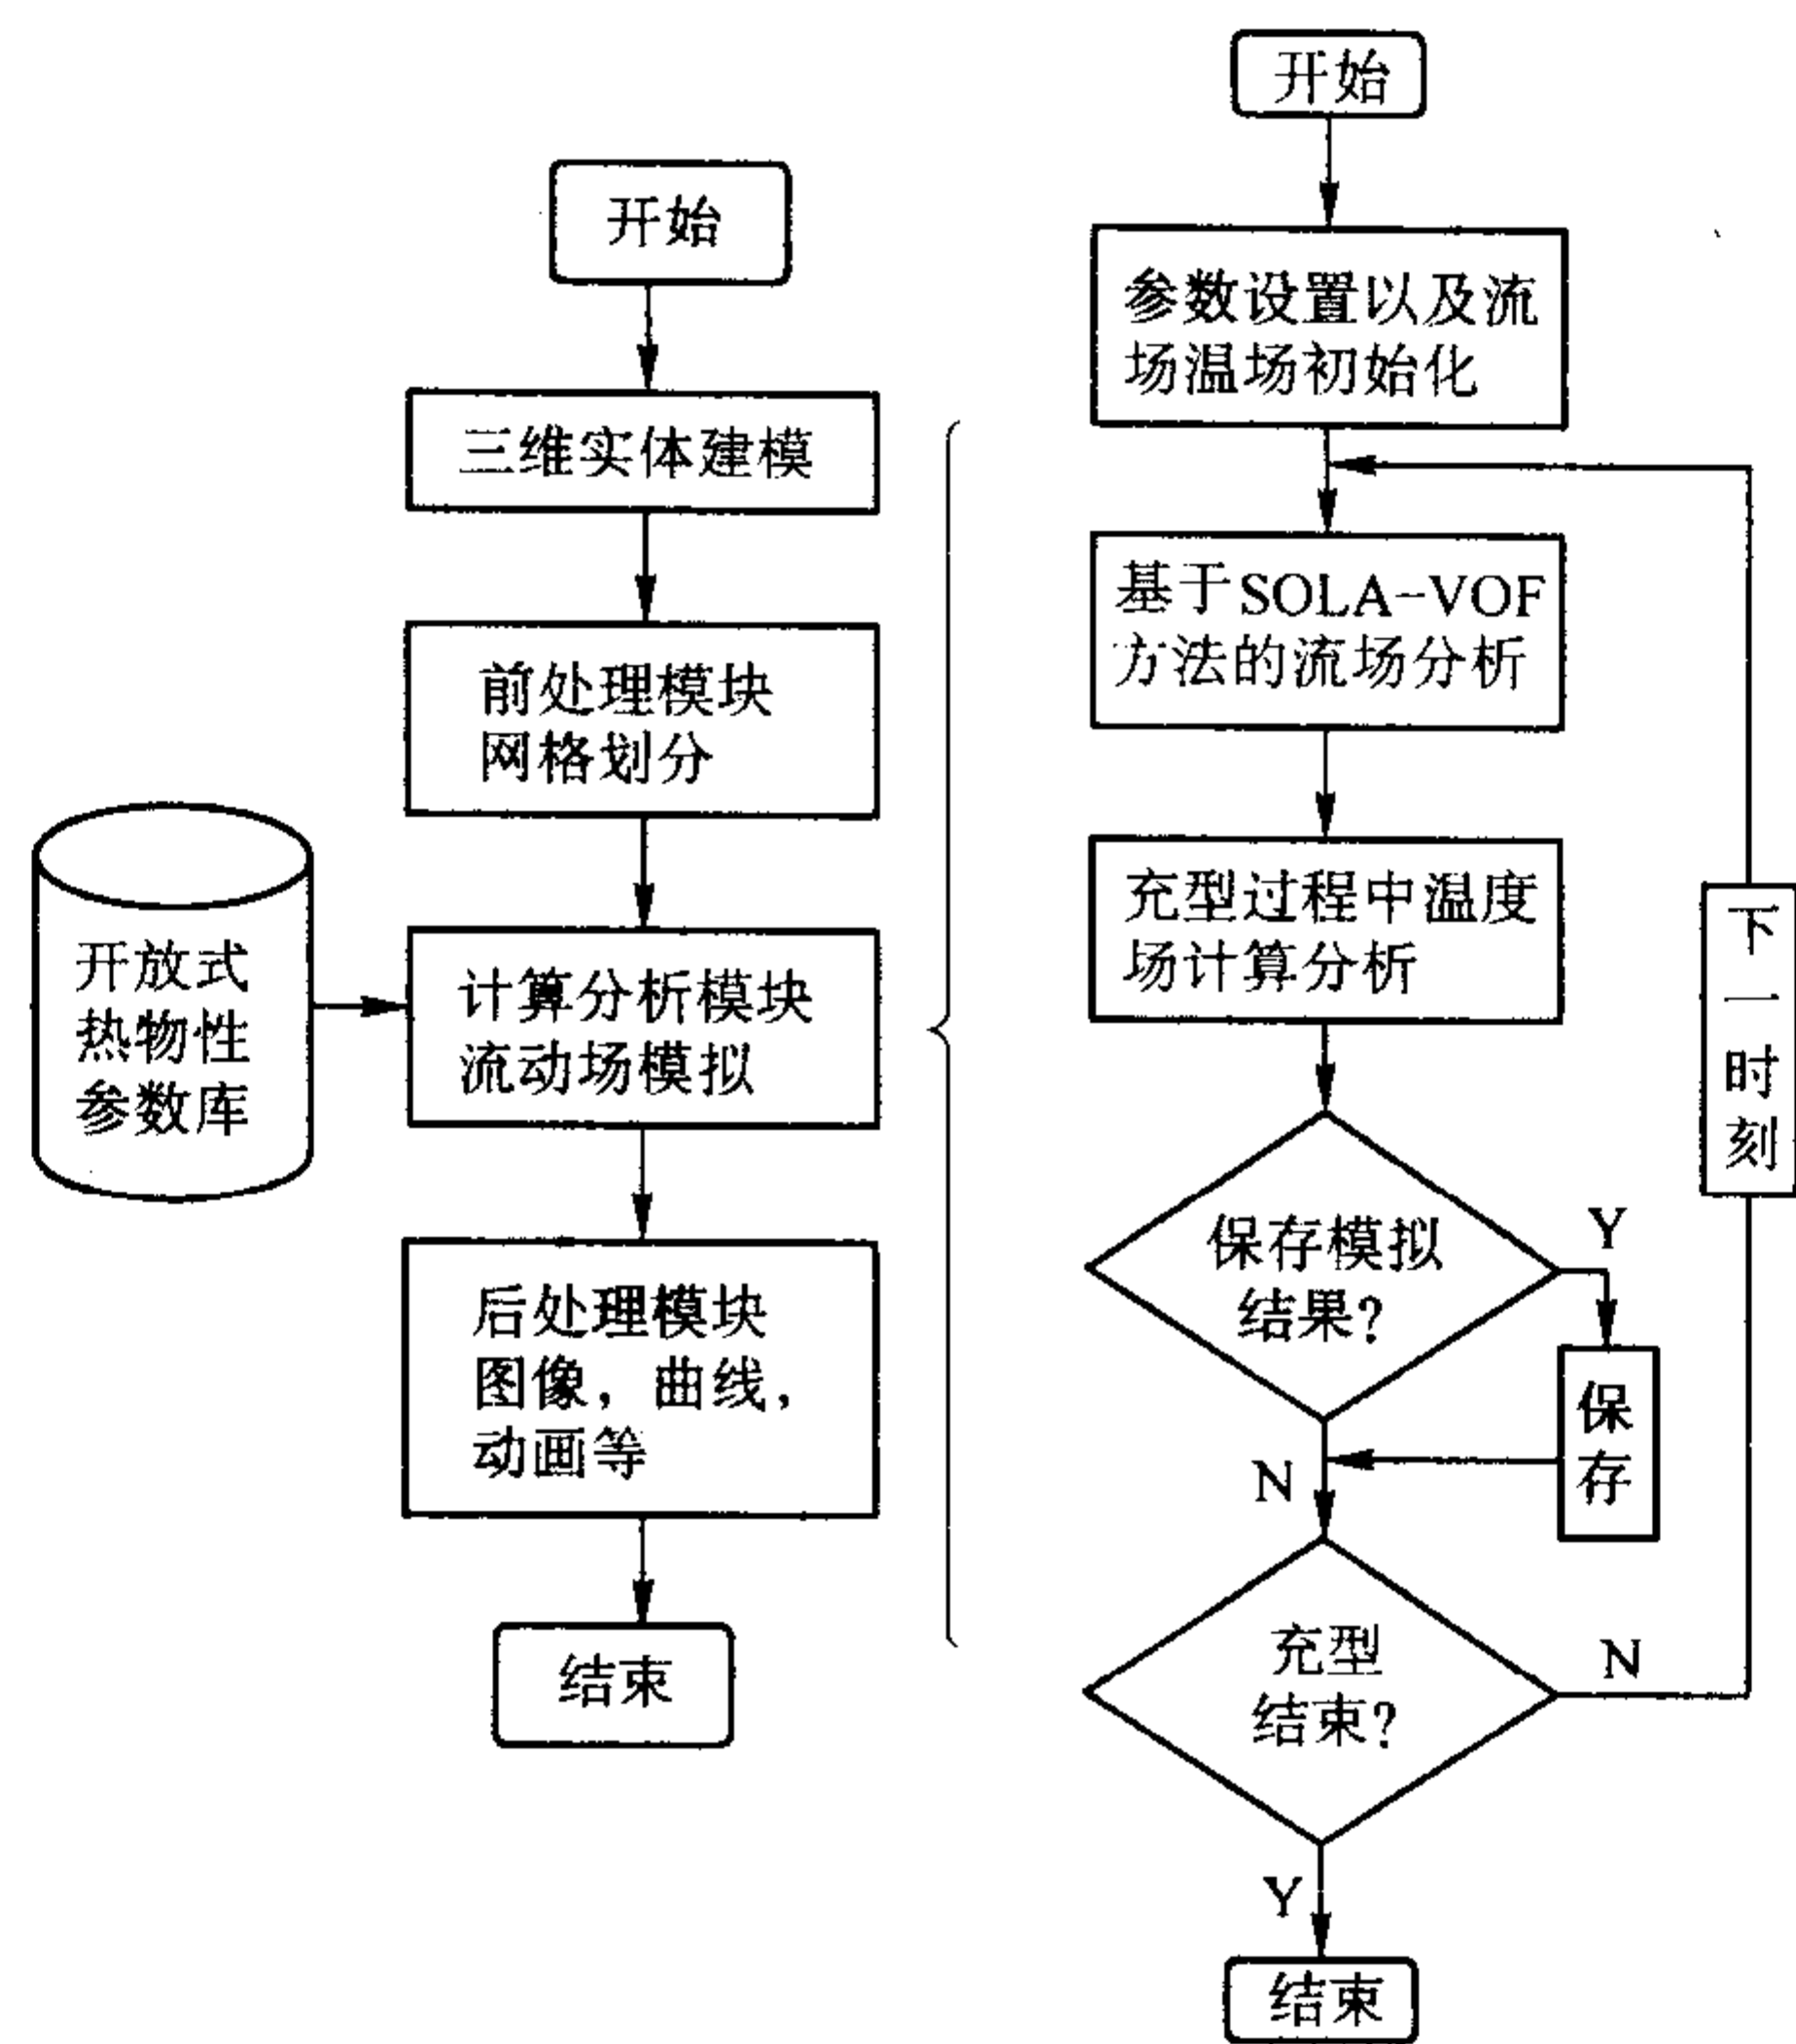 开始
三维实体建模
前处理模块
网格划分
开放式
热物性
参数库
计算分析模块
流动场模拟
后处理模块
图像，曲线，
动画等
结束
开始
参数设置以及流
场温场初始化
基于SOLA-VOF
方法的流场分析
充型过程中温度
场计算分析
保存模拟
结果?
Y
保
存
N
充型
结束?
N
下
一
时
刻
Y
结束